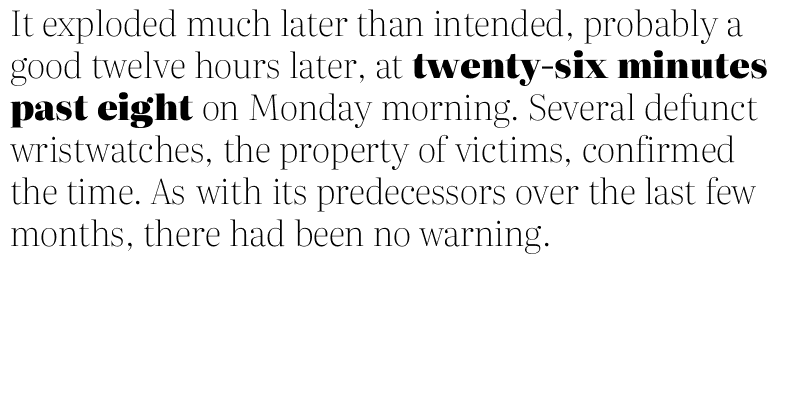 It exploded much later than intended, probably a
good twelve hours later, at twenty-six minutes
past eight on Monday morning. Several defunct
wristwatches, the property of victims, confirmed
the time. As with its predecessors over the last few
months, there had been no warning.